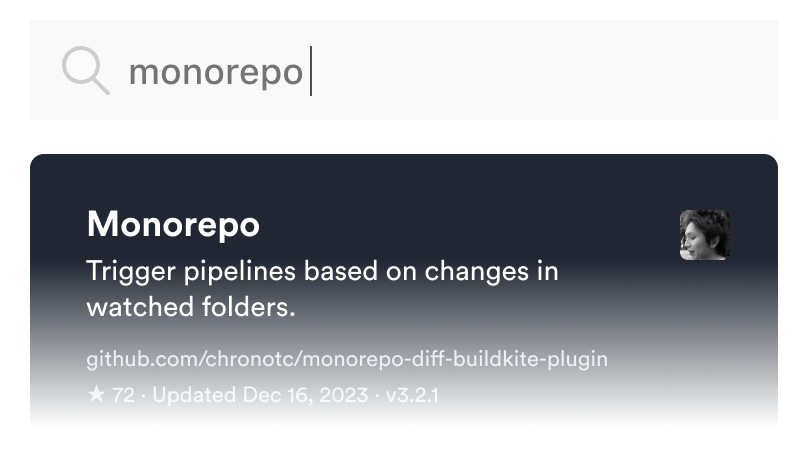 monorepo
Monorepo
Trigger pipelines based on changes in
watched folders.
github.com/chronotc/monorepo-diff-buildkite-plugin
★ 72 · Updated Dec 16, 2023 · v3.2.1